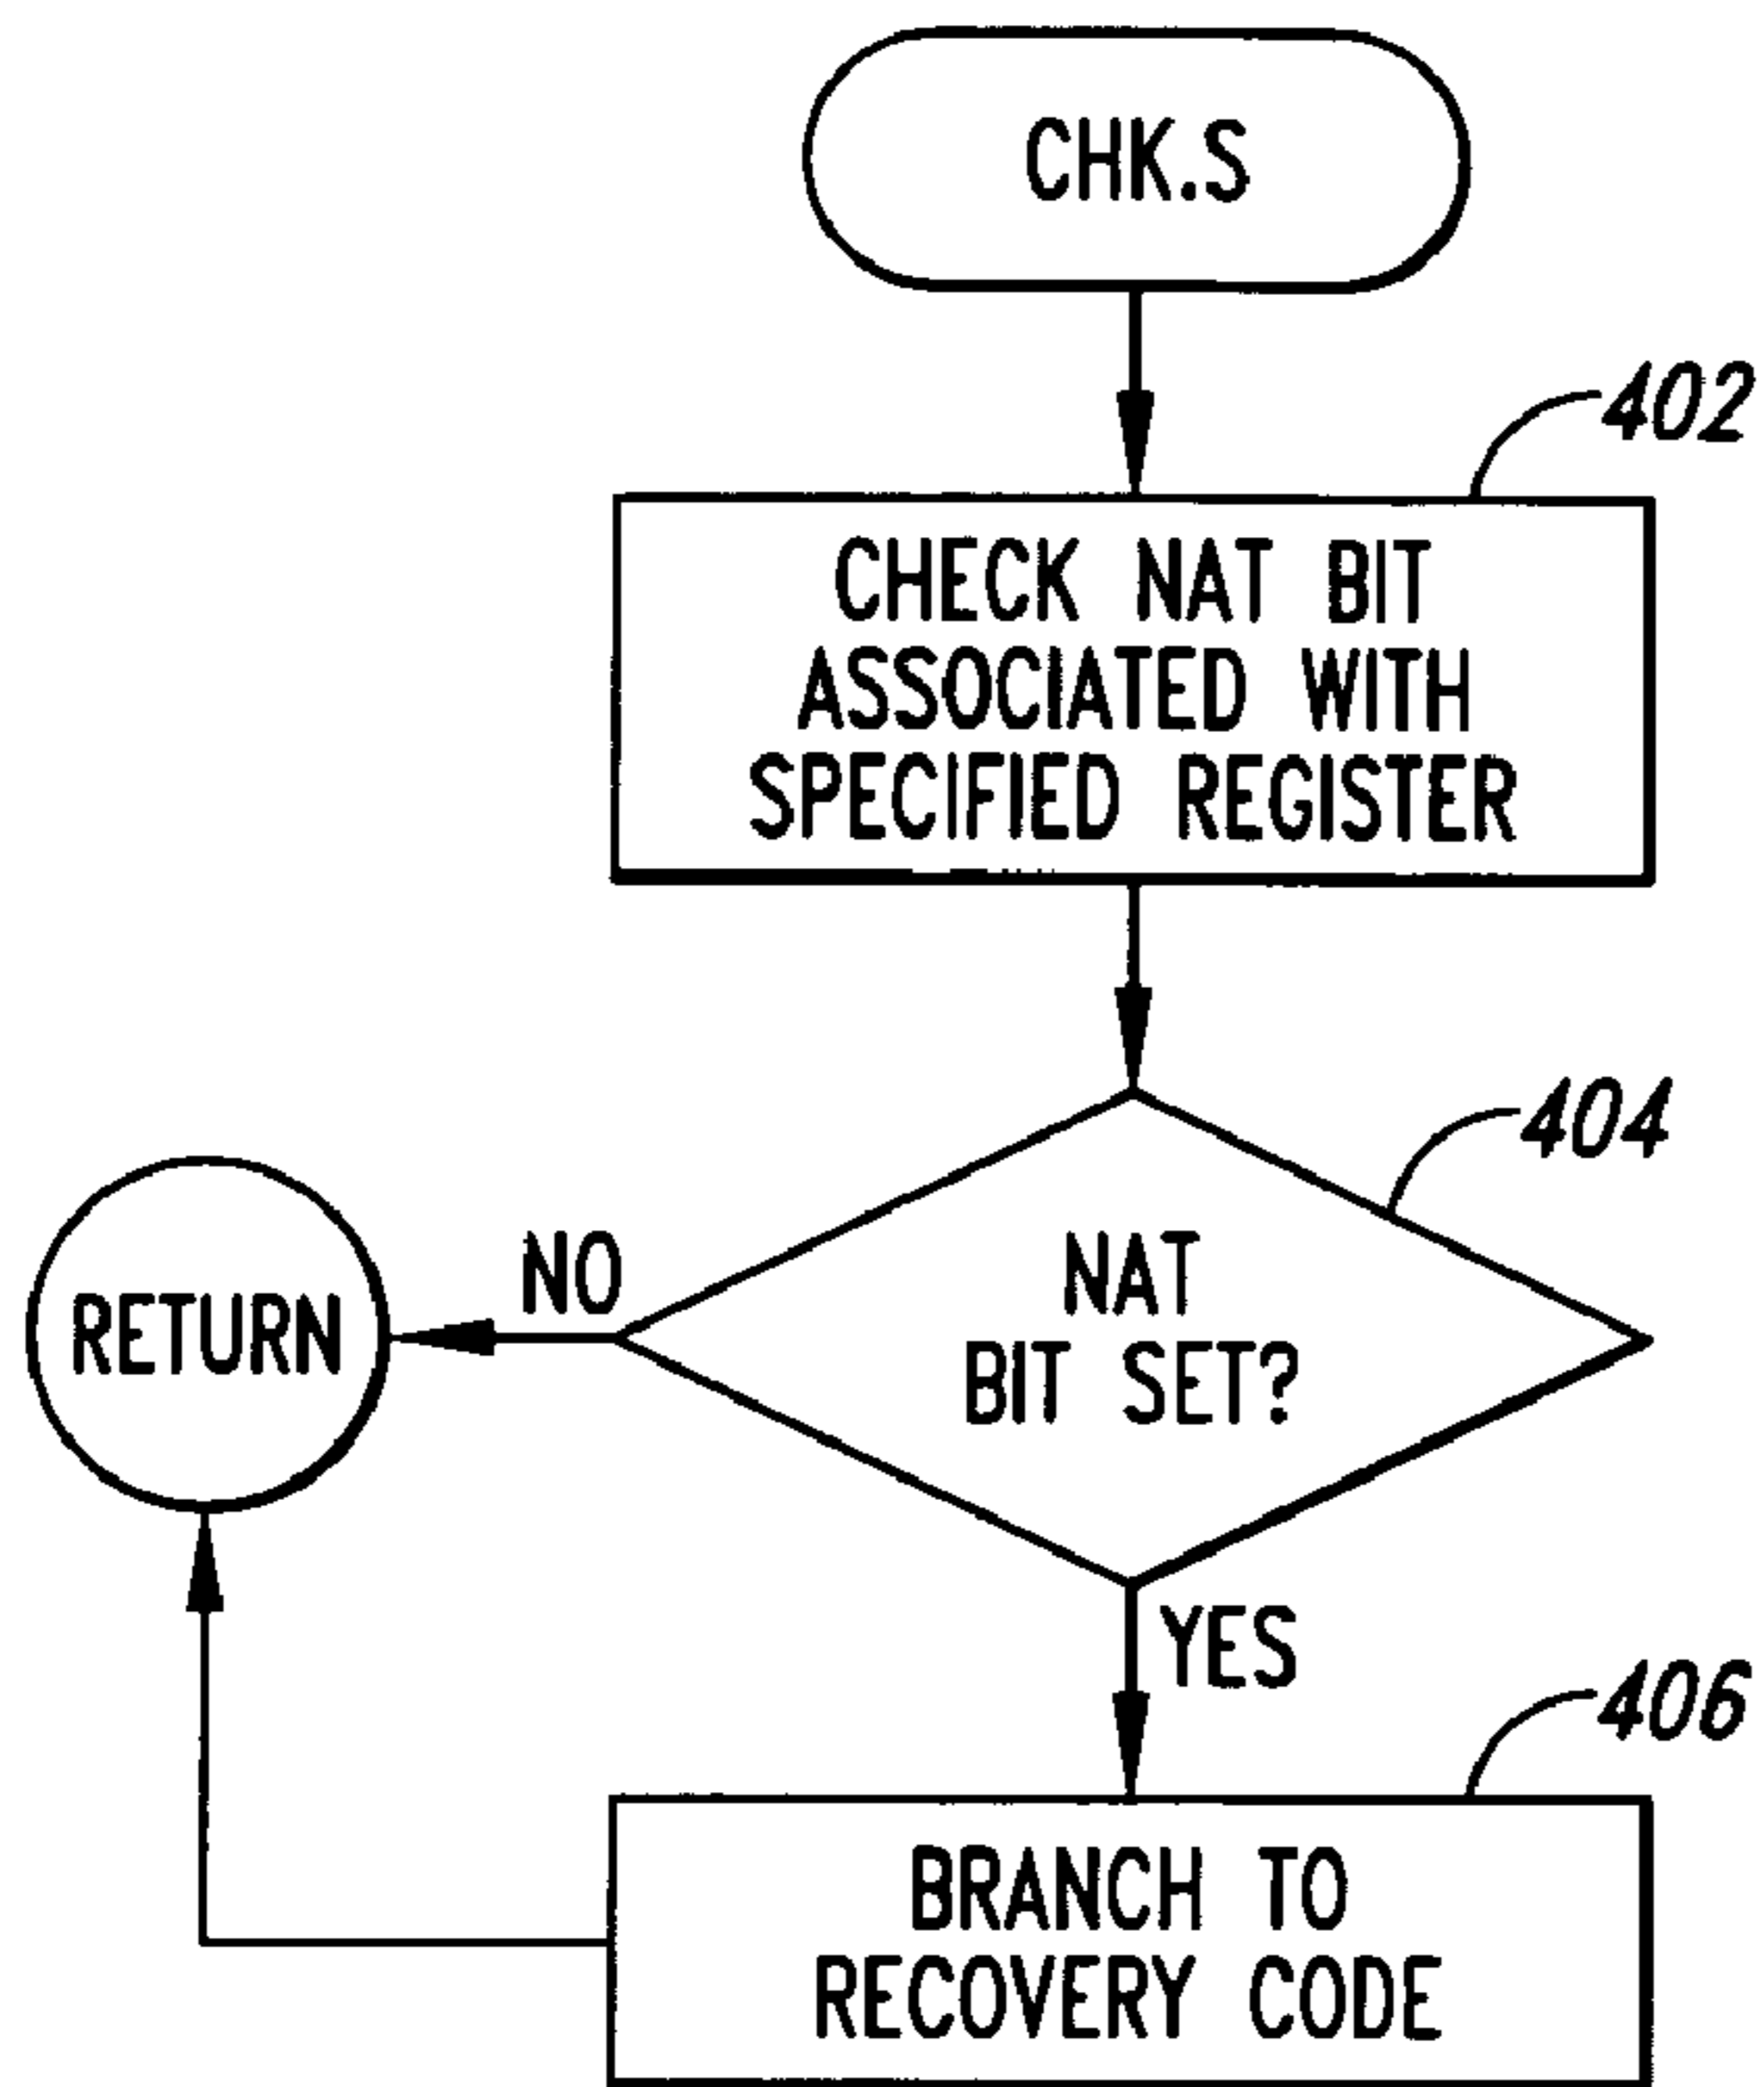 CHK.S
402
CHECK NAT BIT
ASSOCIATED WITH
SPECIFIED REGISTER
404
NAT
BIT SET?
NO
RETURN
YES
406
BRANCH TO
RECOVERY CODE